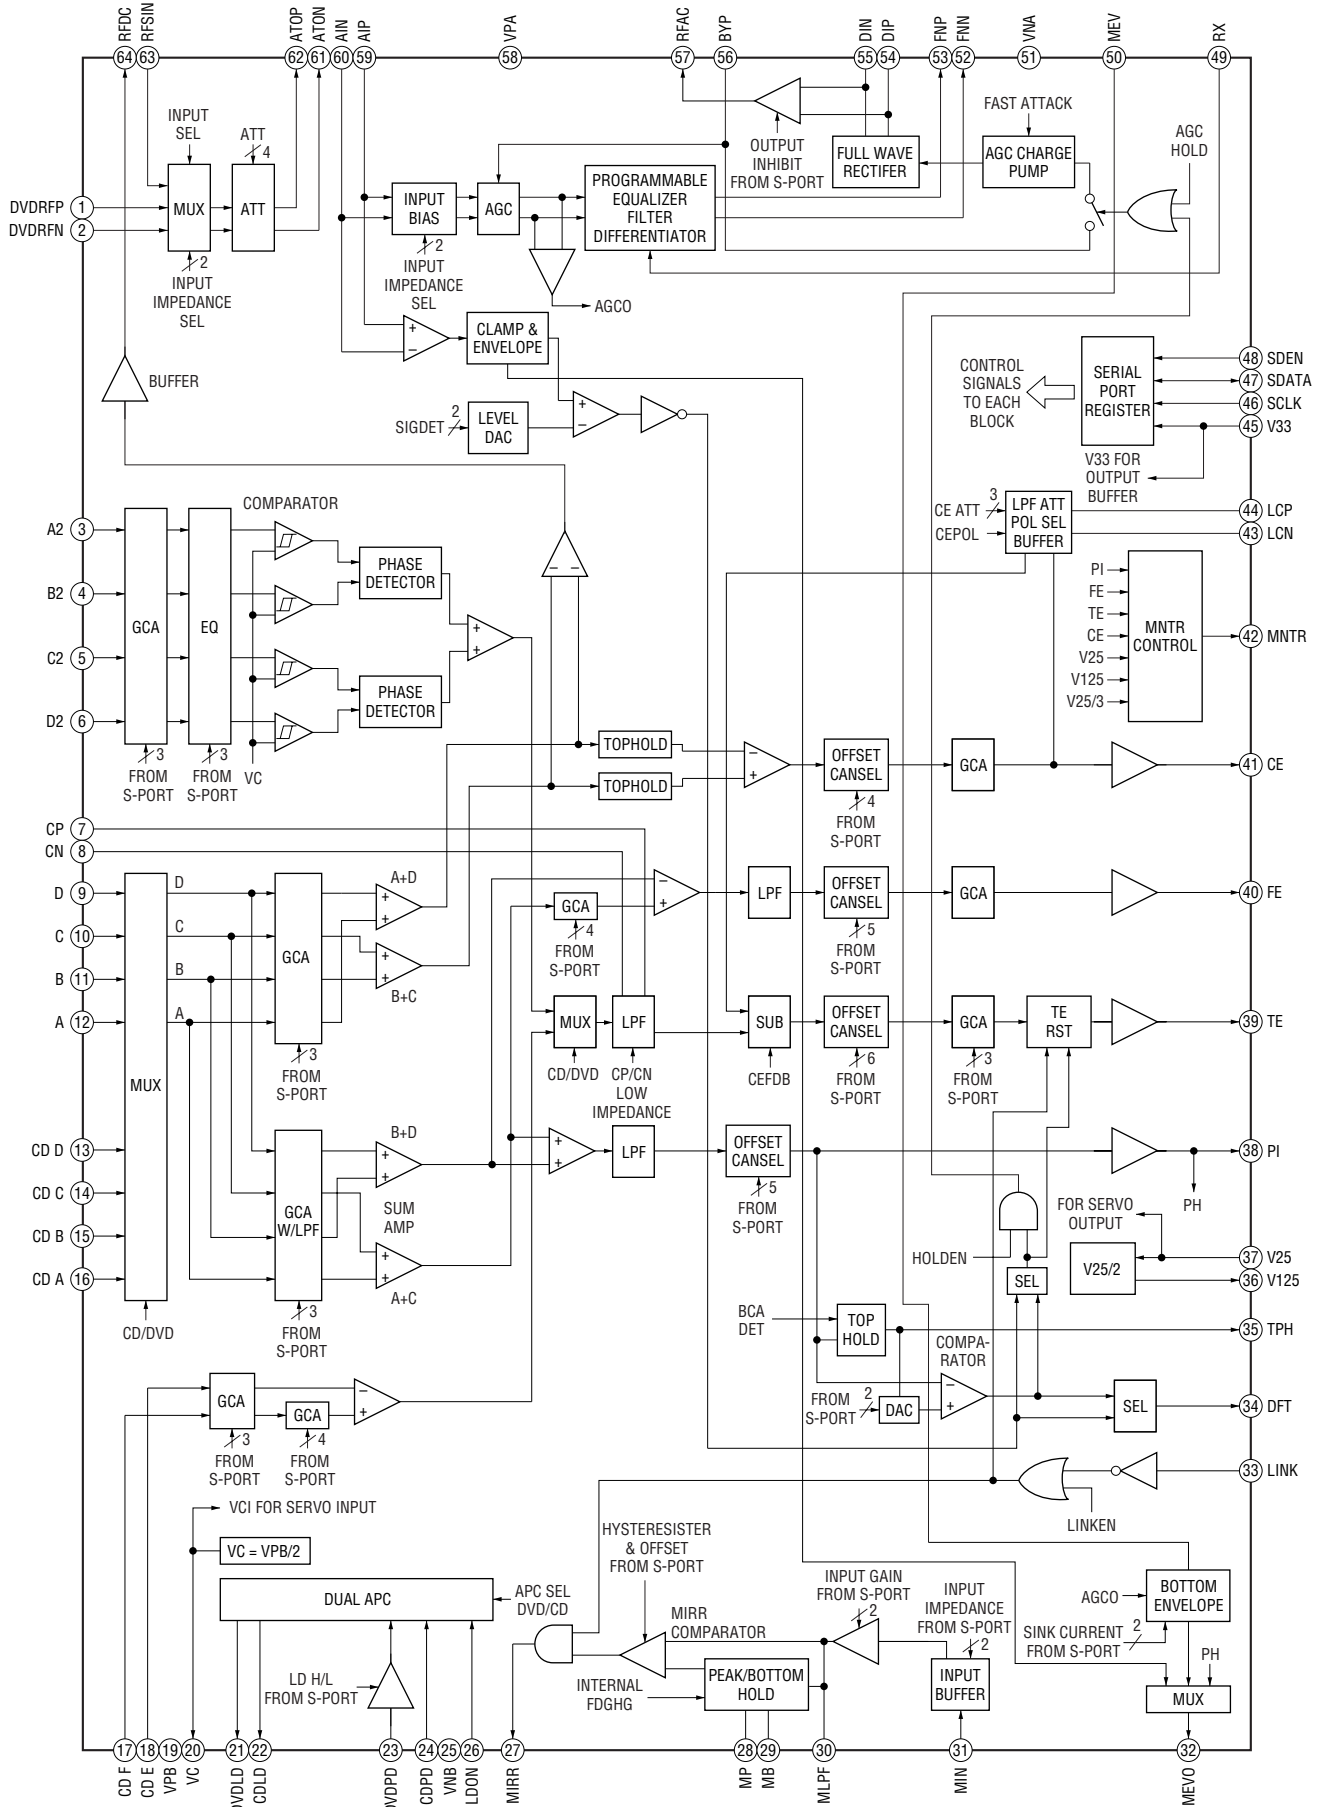 RFDC
RFSIN
ATOP
ATON
AIN
AIP
VPA
RFAC
BYP
DIN
DIP
FNP
FNN
VNA
MEV
RX
64
63
62
61
60
59
58
57
56
55
54
53
52
51
50
49
INPUT
SEL
ATT
4
DVDRFP
1
DVDRFN
2
MUX
ATT
2
INPUT
IMPEDANCE
SEL
INPUT
BIAS
AGC
2
INPUT
IMPEDANCE
SEL
PROGRAMMABLE
EQUALIZER
FILTER
DIFFERENTIATOR
AGCO
OUTPUT
INHIBIT
FROM S-PORT
FULL WAVE
RECTIFER
FAST ATTACK
AGC CHARGE
PUMP
AGC
HOLD
+
−
CLAMP &
ENVELOPE
BUFFER
SIGDET
2
LEVEL
DAC
+
−
CONTROL
SIGNALS
TO EACH
BLOCK
SERIAL
PORT
REGISTER
48
SDEN
47
SDATA
46
SCLK
45
V33
V33 FOR
OUTPUT
BUFFER
COMPARATOR
A2
3
B2
4
C2
5
D2
6
GCA
EQ
PHASE
DETECTOR
PHASE
DETECTOR
+
+
− −
3
FROM
S-PORT
3
FROM
S-PORT
VC
CE ATT
3
CEPOL
LPF ATT
POL SEL
BUFFER
44
LCP
43
LCN
PI
FE
TE
CE
V25
V125
V25/3
MNTR
CONTROL
42
MNTR
TOPHOLD
TOPHOLD
−
+
OFFSET
CANSEL
4
FROM
S-PORT
GCA
41
CE
CP
7
CN
8
D
9
C
10
B
11
A
12
MUX
D
C
B
A
GCA
3
FROM
S-PORT
A+D
+
+
+
+
B+C
GCA
4
FROM
S-PORT
−
+
LPF
OFFSET
CANSEL
5
FROM
S-PORT
GCA
40
FE
MUX
CD/DVD
LPF
CP/CN
LOW
IMPEDANCE
SUB
CEFDB
OFFSET
CANSEL
6
FROM
S-PORT
GCA
3
FROM
S-PORT
TE
RST
39
TE
CD D
13
CD C
14
CD B
15
CD A
16
CD/DVD
GCA
W/LPF
3
FROM
S-PORT
B+D
+
+
SUM
AMP
+
+
A+C
+
+
LPF
OFFSET
CANSEL
5
FROM
S-PORT
38
PI
PH
HOLDEN
SEL
FOR SERVO
OUTPUT
V25/2
37
V25
36
V125
BCA
DET
TOP
HOLD
35
TPH
COMPA-
RATOR
FROM
S-PORT
2
DAC
−
+
SEL
34
DFT
GCA
3
FROM
S-PORT
GCA
4
FROM
S-PORT
−
+
33
LINK
LINKEN
VCI FOR SERVO INPUT
VC = VPB/2
DUAL APC
APC SEL
DVD/CD
LD H/L
FROM S-PORT
HYSTERESISTER
& OFFSET
FROM S-PORT
MIRR
COMPARATOR
INTERNAL
FDGHG
PEAK/BOTTOM
HOLD
INPUT GAIN
FROM S-PORT
2
INPUT
IMPEDANCE
FROM S-PORT
2
INPUT
BUFFER
AGCO
SINK CURRENT
FROM S-PORT
2
BOTTOM
ENVELOPE
PH
MUX
17
18
19
20
21
22
23
24
25
26
27
28
29
30
31
32
CD F
CD E
VPB
VC
DVDLD
CDLD
DVDPD
CDPD
VNB
LDON
MIRR
MP
MB
MLPF
MIN
MEVO